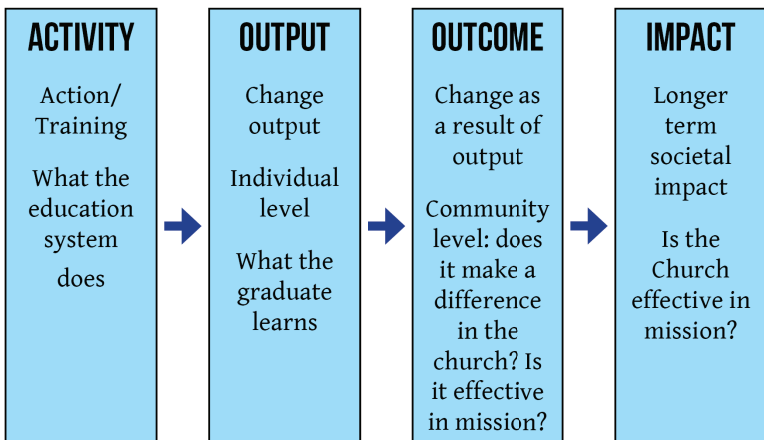 ACTIVITY
Action/
Training
What the
education
system
does
OUTPUT
Change
output
Individual
level
What the
graduate
learns
OUTCOME
Change as
a result of
output
Community
level: does
it make a
difference
in the
church? Is
it effective
in mission?
IMPACT
Longer
term
societal
impact
Is the
Church
effective in
mission?